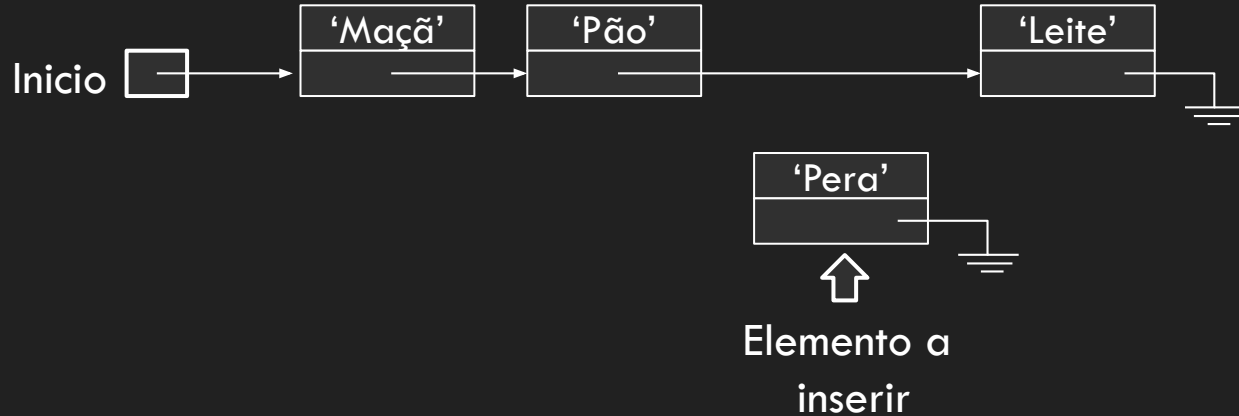 ‘Maçã’ ‘Pão’ ‘Leite’
Inicio
‘Pera’
Elemento a
inserir